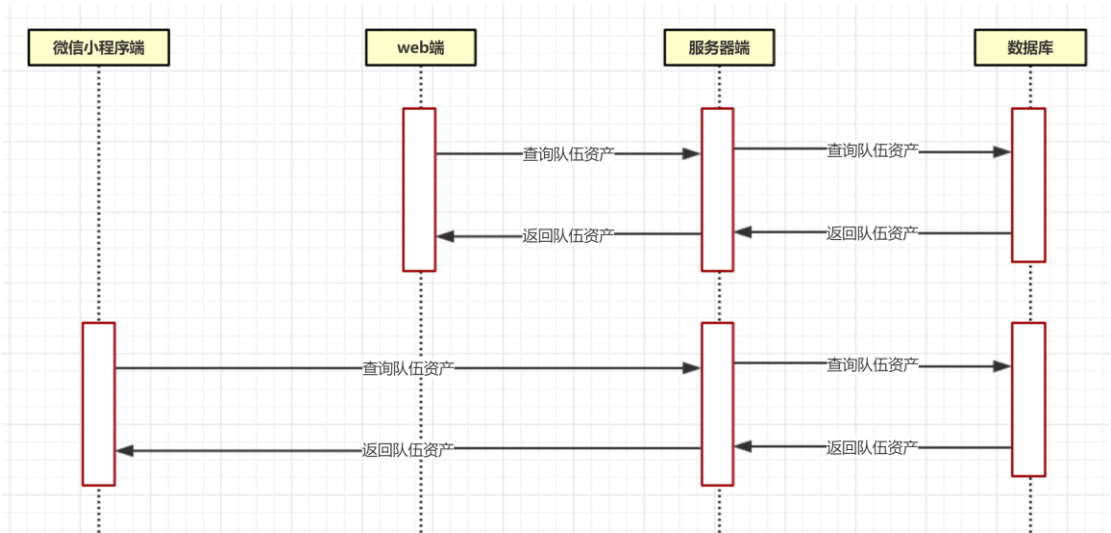 微信小程序端
web端
服务器端
数据库
查询队伍资产
查询队伍资产
返回队伍资产
返回队伍资产
查询队伍资产
查询队伍资产
返回队伍资产
返回队伍资产